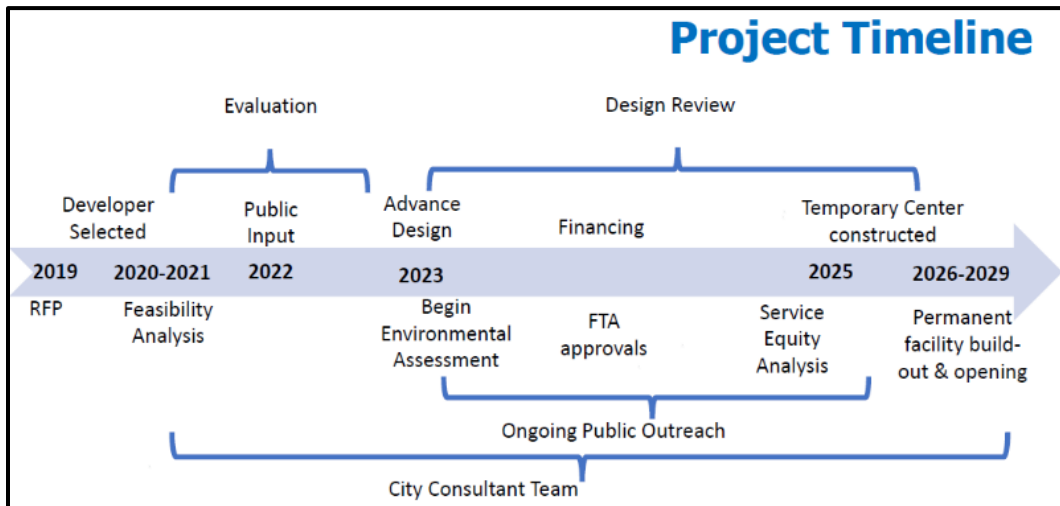 Project Timeline
Evaluation
Design Review
Developer
Selected
Public
Input
Advance
Design
Financing
Temporary Center
constructed
2019
2020-2021
2022
2023
2025
2026-2029
RFP
Feasibility
Analysis
Begin
Environmental
Assessment
FTA
approvals
Service
Equity
Analysis
Permanent
facility build-
out & opening
Ongoing Public Outreach
City Consultant Team